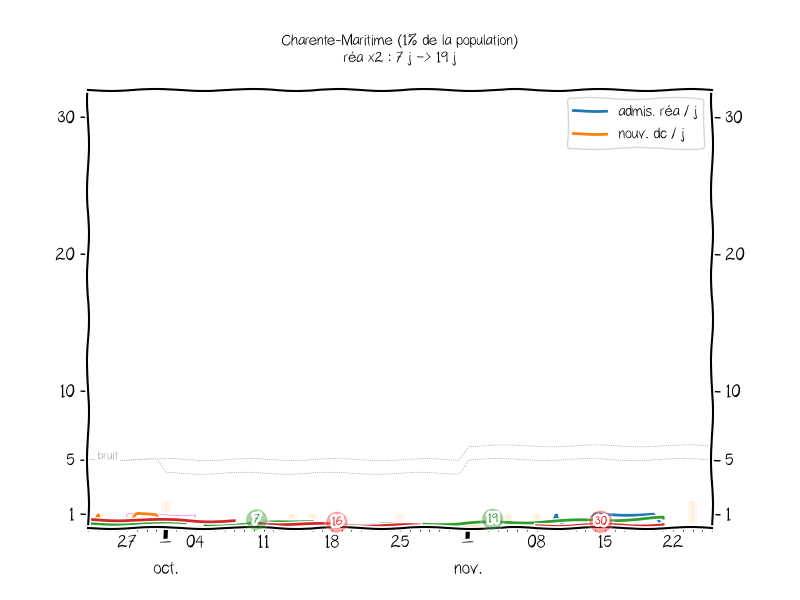 Charente-Maritime (1% de la population)
réa x2 : 7 j -> 19 j
admis. réa / j
nouv. dc / j
30 30
20 20
10 10
5 bruit 5
1 7 16 19 30 1
27 04 11 18 25 08 15 22
oct. nov.